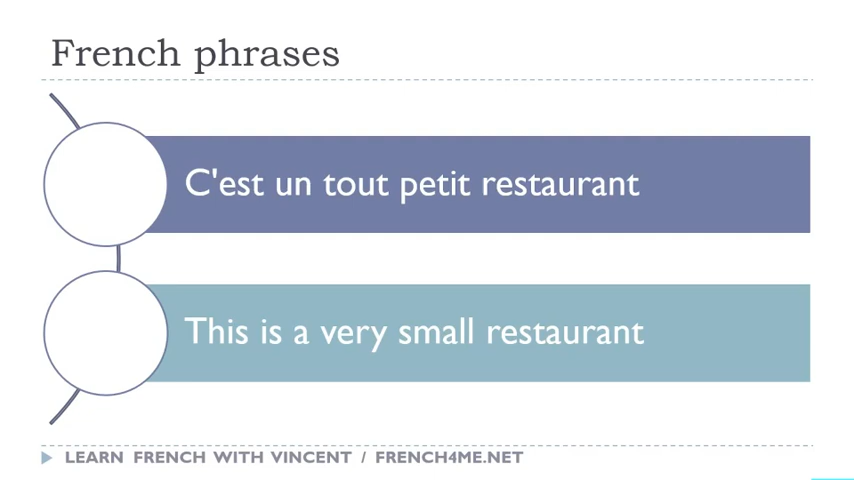 French phrases
C'est un tout petit restaurant
This is a very small restaurant
LEARN FRENCH WITH VINCENT / FRENCH4ME.NET